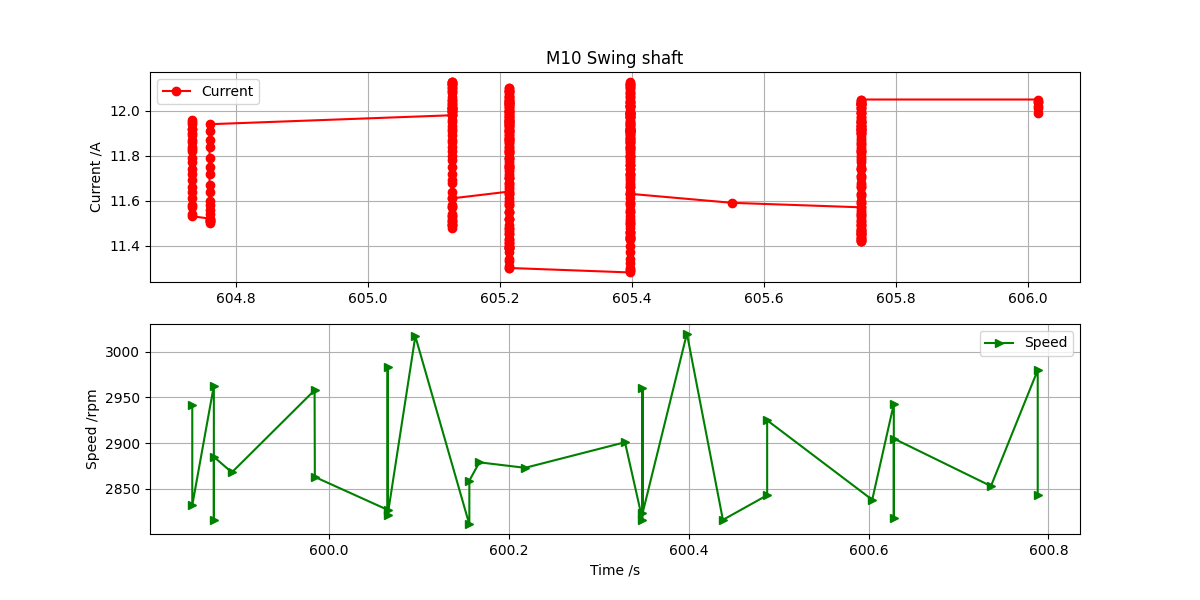 M10 Swing shaft
Current
Current /A
12.0
11.8
11.6
11.4
604.8 605.0 605.2 605.4 605.6 605.8 606.0
Speed
Speed /rpm
3000
2950
2900
2850
600.0 600.2 600.4 600.6 600.8
Time /s